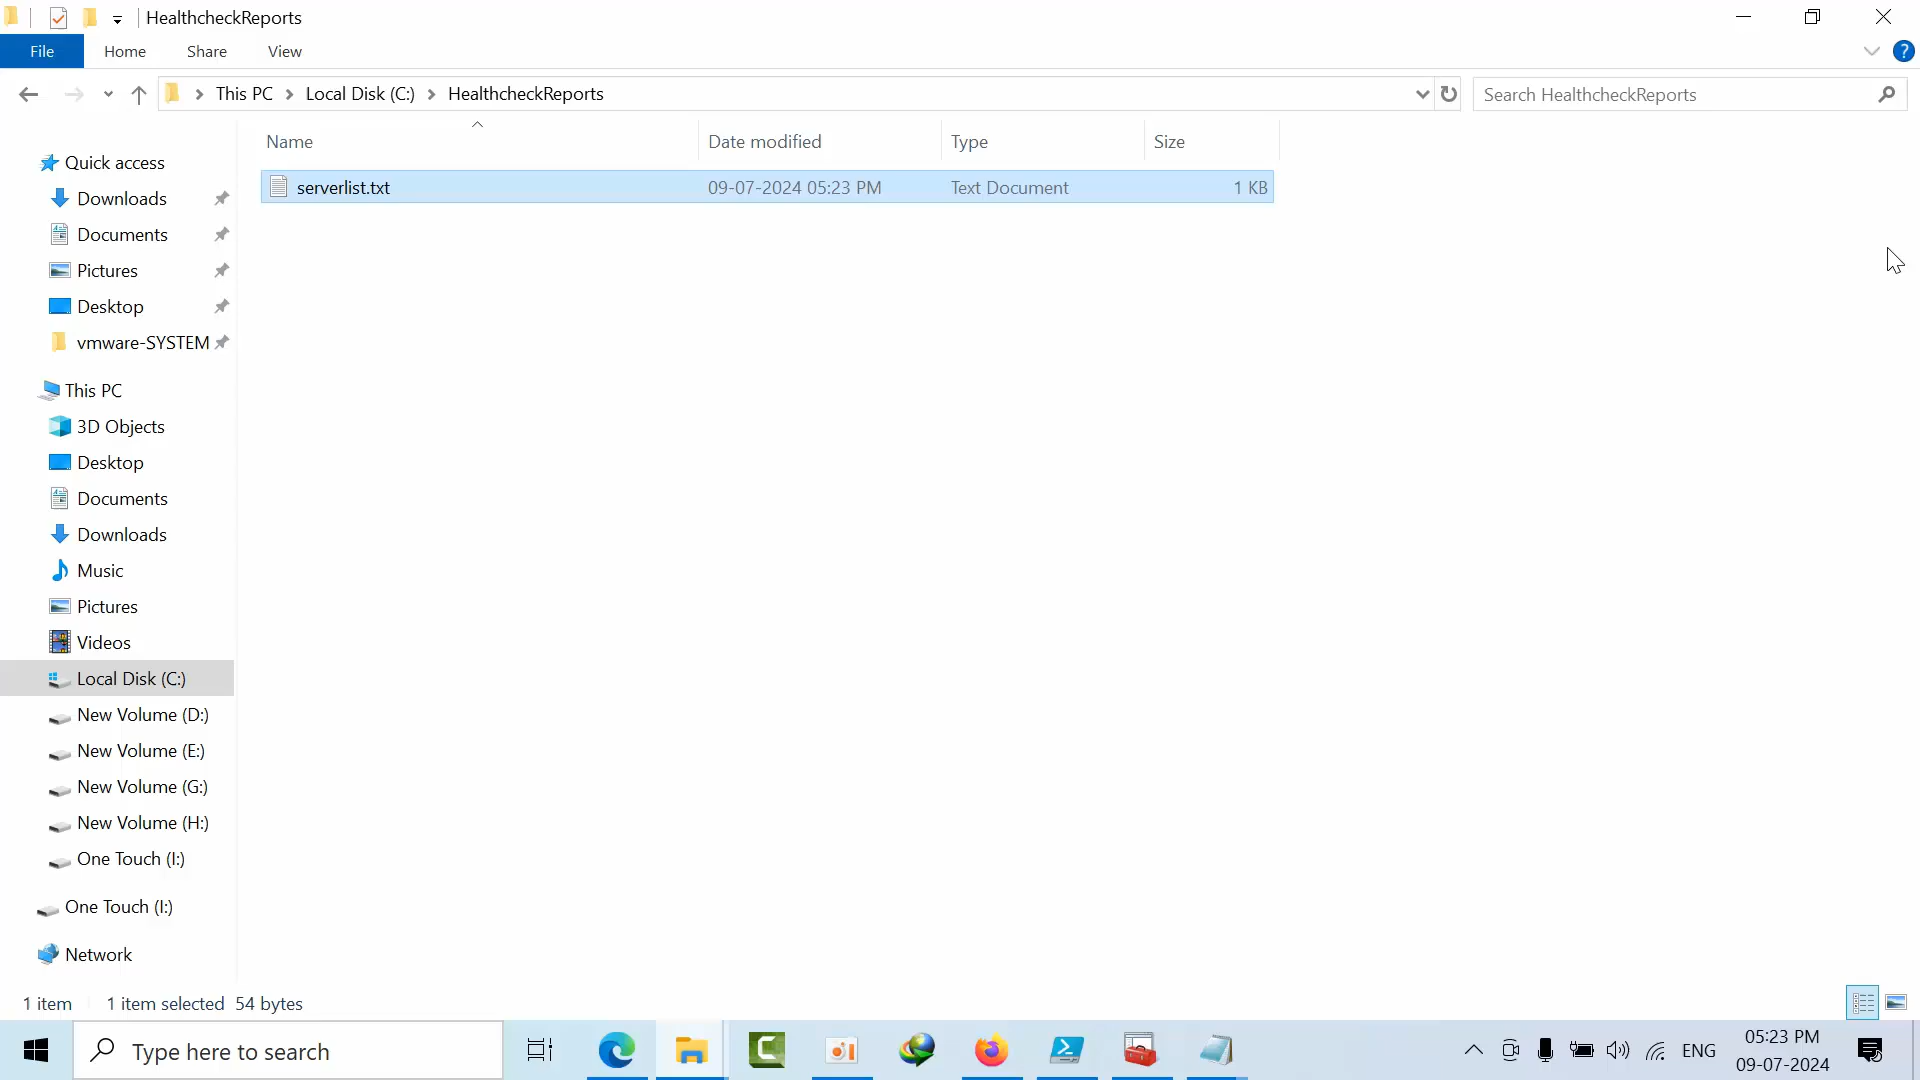 HealthcheckReports
File Home Share View
This PC Local Disk (C:) HealthcheckReports
Search HealthcheckReports
Name Date modified Type Size
serverlist.txt 09-07-2024 05:23 PM Text Document 1 KB
Quick access
Downloads
Documents
Pictures
Desktop
vmware-SYSTEM
This PC
3D Objects
Desktop
Documents
Downloads
Music
Pictures
Videos
Local Disk (C:)
New Volume (D:)
New Volume (E:)
New Volume (G:)
New Volume (H:)
One Touch (I:)
One Touch (I:)
Network
1 item 1 item selected 54 bytes
Type here to search
ENG
05:23 PM
09-07-2024